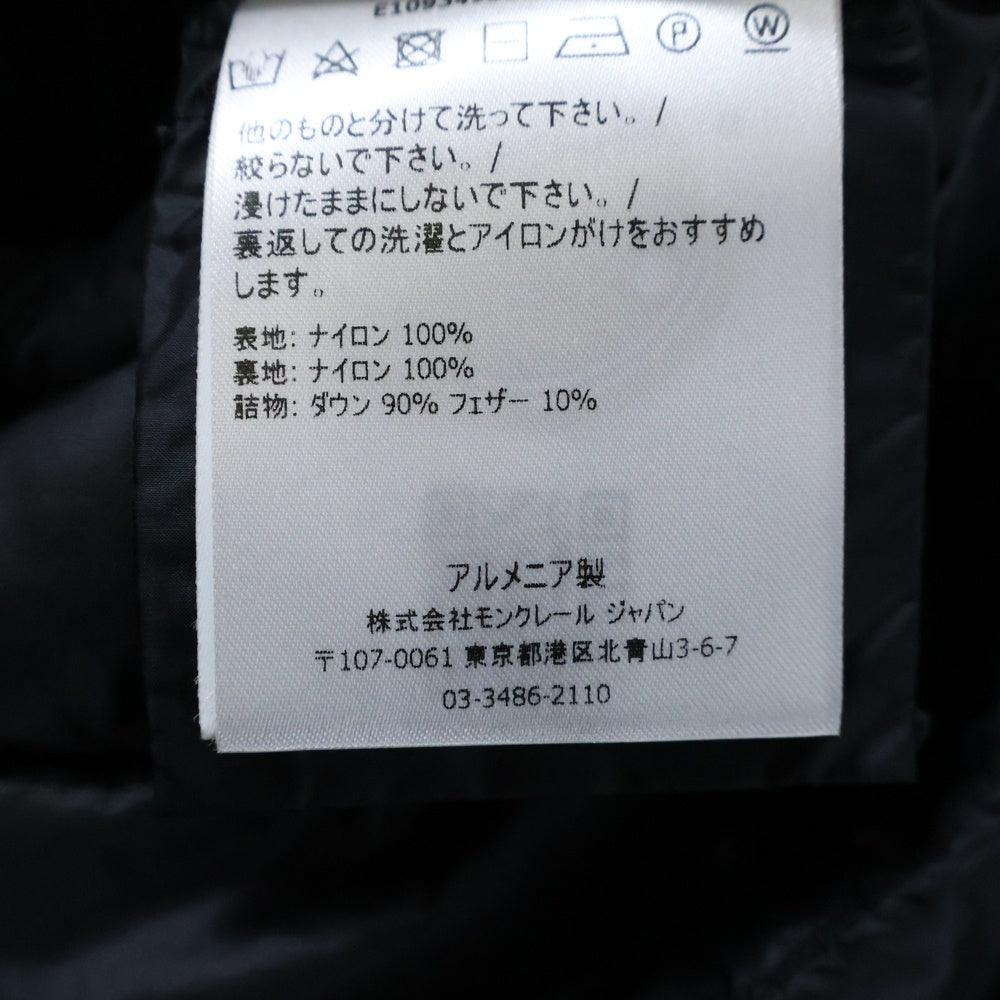 P W
他のものと分けて洗って下さい。/
絞らないで下さい。/
浸けたままにしないで下さい。/
裏返しての洗濯とアイロンがけをおすすめ
します。
表地: ナイロン 100%
裏地: ナイロン 100%
詰物: ダウン 90% フェザー 10%
アルメニア製
株式会社モンクレール ジャパン
〒107-0061 東京都港区北青山3-6-7
03-3486-2110